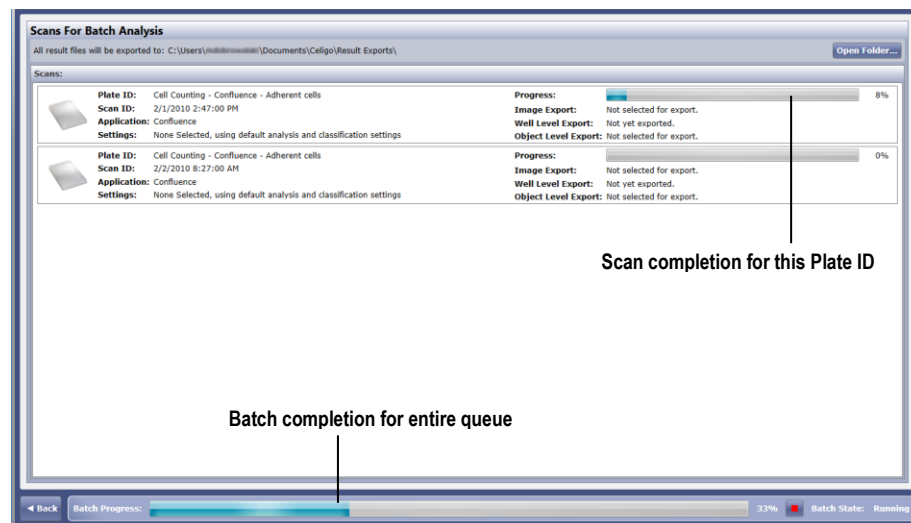 Scans For Batch Analysis
All result files will be exported to: C:\Users\ \Documents\Celigo\Result Exports\ Open Folder...
Scans:
Plate ID: Cell Counting - Confluence - Adherent cells Progress: 8%
Scan ID: 2/1/2010 2:47:00 PM Image Export: Not selected for export.
Application: Confluence Well Level Export: Not yet exported.
Settings: None Selected, using default analysis and classification settings Object Level Export: Not selected for export.
Plate ID: Cell Counting - Confluence - Adherent cells Progress: 0%
Scan ID: 2/2/2010 8:27:00 AM Image Export: Not selected for export.
Application: Confluence Well Level Export: Not yet exported.
Settings: None Selected, using default analysis and classification settings Object Level Export: Not selected for export.
Scan completion for this Plate ID
Batch completion for entire queue
Back Batch Progress: 33% Batch State: Running